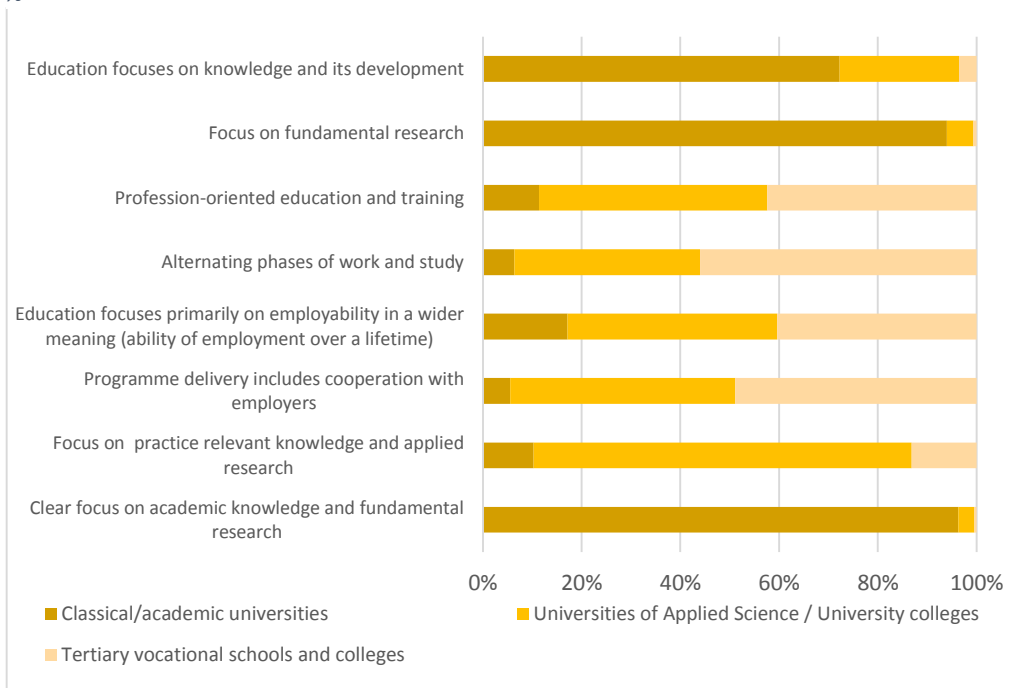 Education focuses on knowledge and its development
Focus on fundamental research
Profession-oriented education and training
Alternating phases of work and study
Education focuses primarily on employability in a wider
meaning (ability of employment over a lifetime)
Programme delivery includes cooperation with
employers
Focus on practice relevant knowledge and applied
research
Clear focus on academic knowledge and fundamental
research
0% 20% 40% 60% 80% 100%
Classical/academic universities
Universities of Applied Science / University colleges
Tertiary vocational schools and colleges